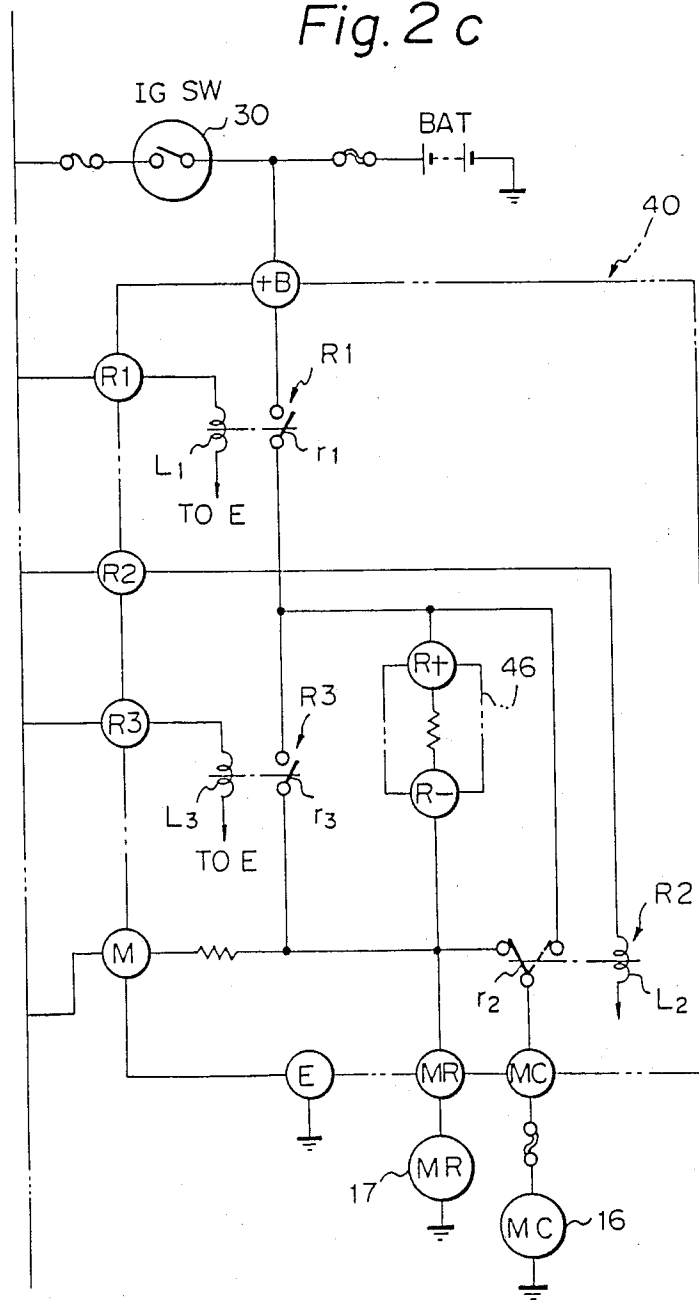 Fig. 2 c
IG SW
30
BAT
40
+B
R1
R1
L1
r1
TO E
R2
R+
46
R3
R3
R-
L3
r3
TO E
R2
M
r2
L2
E
MR
MC
MR
17
MC
16